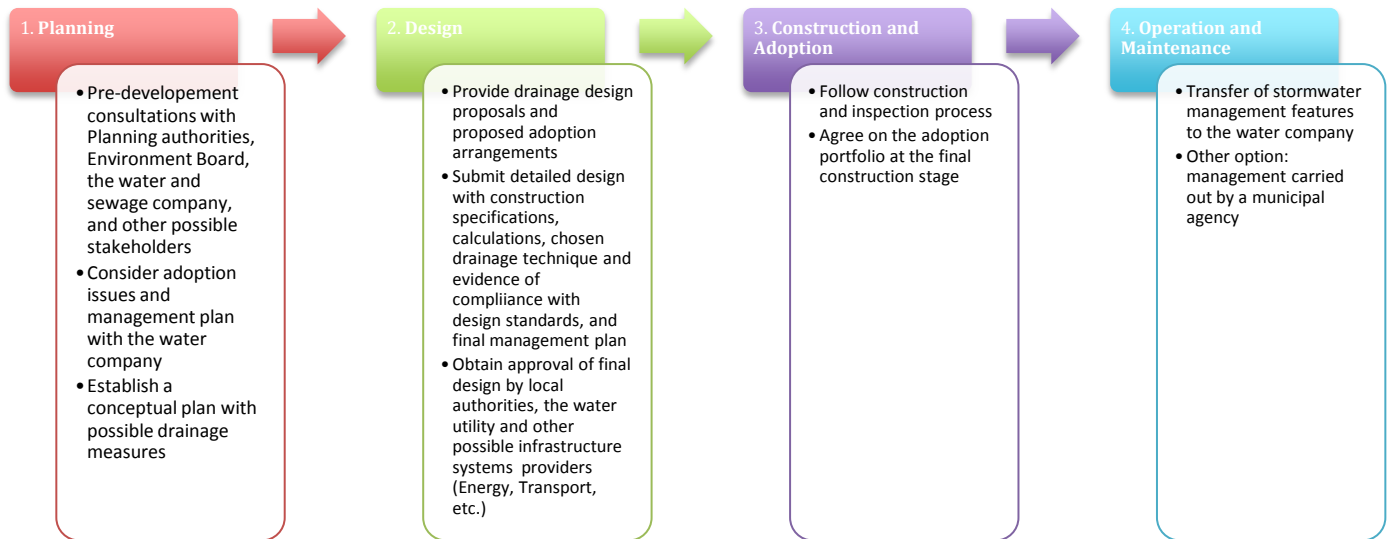 1. Planning
• Pre-developement
consultations with
Planning authorities,
Environment Board,
the water and
sewage company,
and other possible
stakeholders
• Consider adoption
issues and
management plan
with the water
company
• Establish a
conceptual plan with
possible drainage
measures
2. Design
• Provide drainage design
proposals and
proposed adoption
arrangements
• Submit detailed design
with construction
specifications,
calculations, chosen
drainage technique and
evidence of
compliiance with
design standards, and
final management plan
• Obtain approval of final
design by local
authorities, the water
utility and other
possible infrastructure
systems providers
(Energy, Transport,
etc.)
3. Construction and
Adoption
• Follow construction
and inspection process
• Agree on the adoption
portfolio at the final
construction stage
4. Operation and
Maintenance
• Transfer of stormwater
management features
to the water company
• Other option:
management carried
out by a municipal
agency